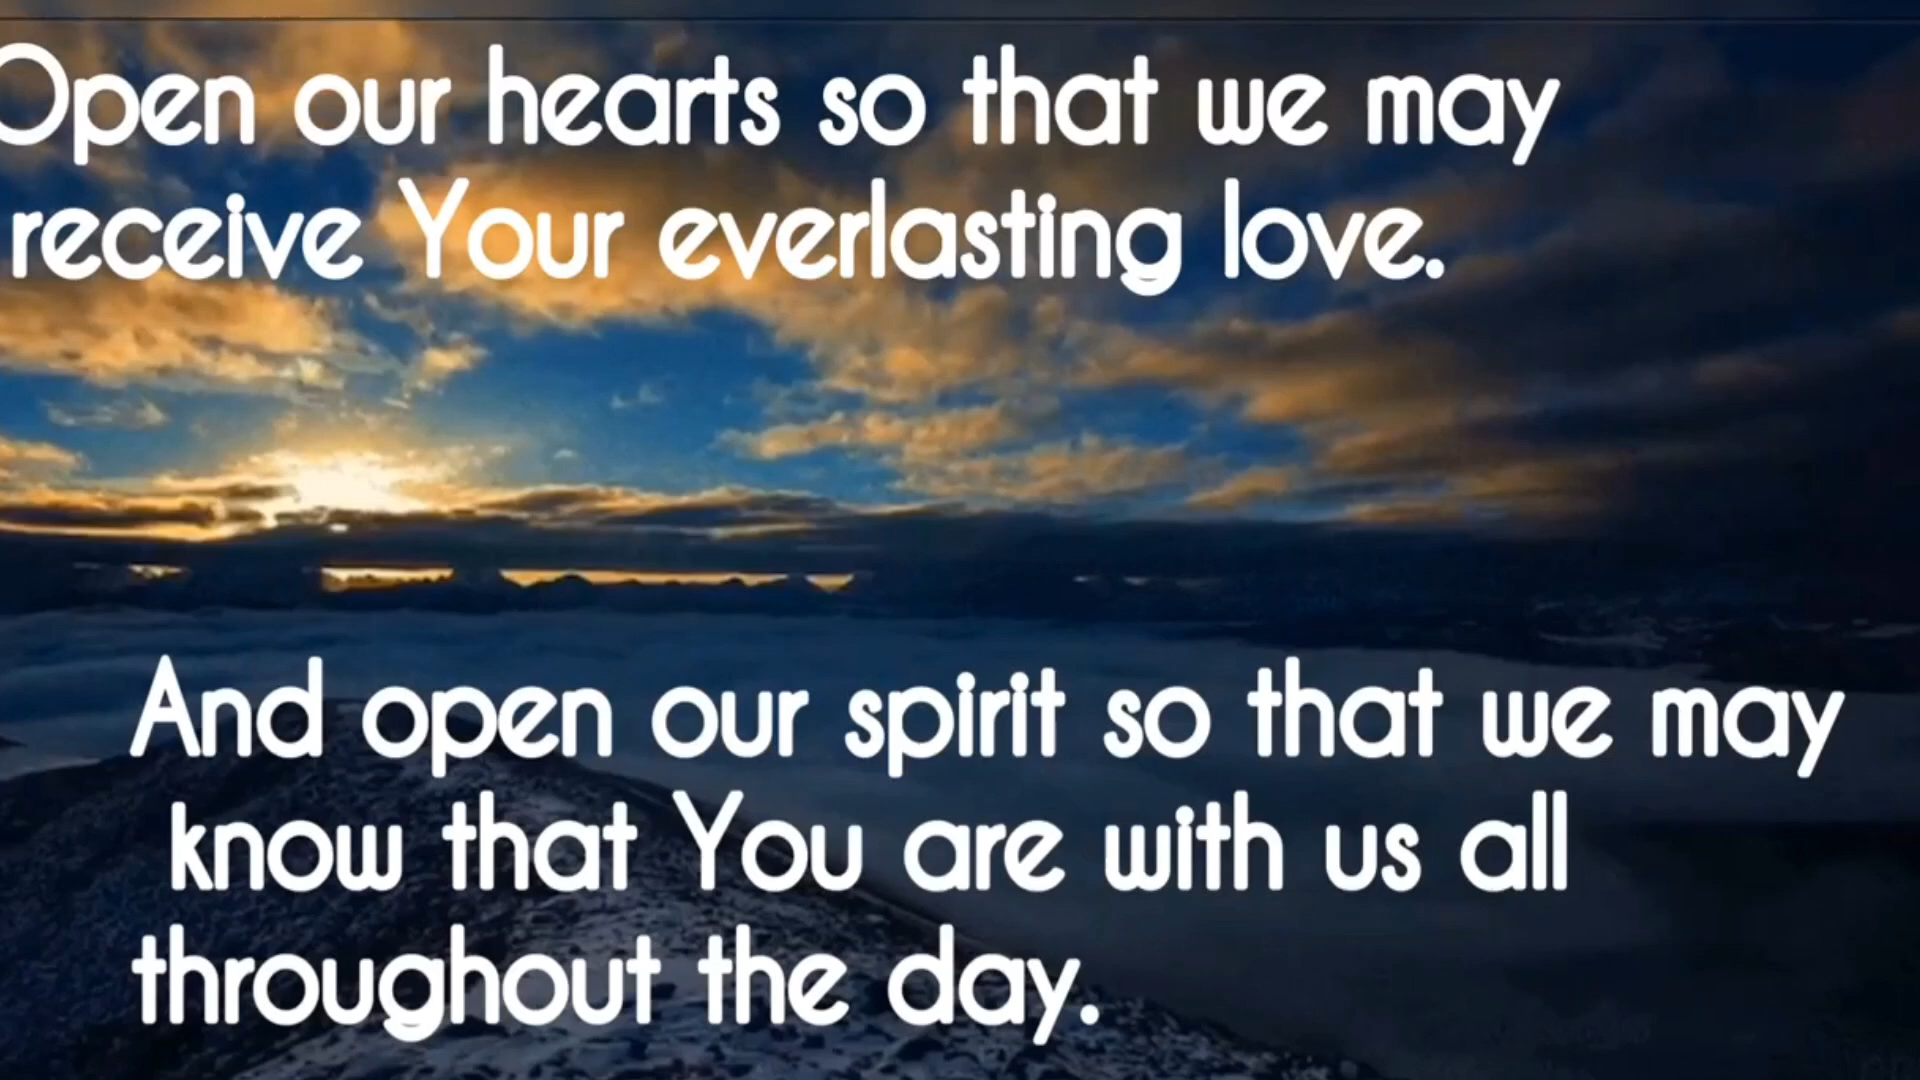 Open our hearts so that we may
receive Your everlasting love.
And open our spirit so that we may
know that You are with us all
throughout the day.